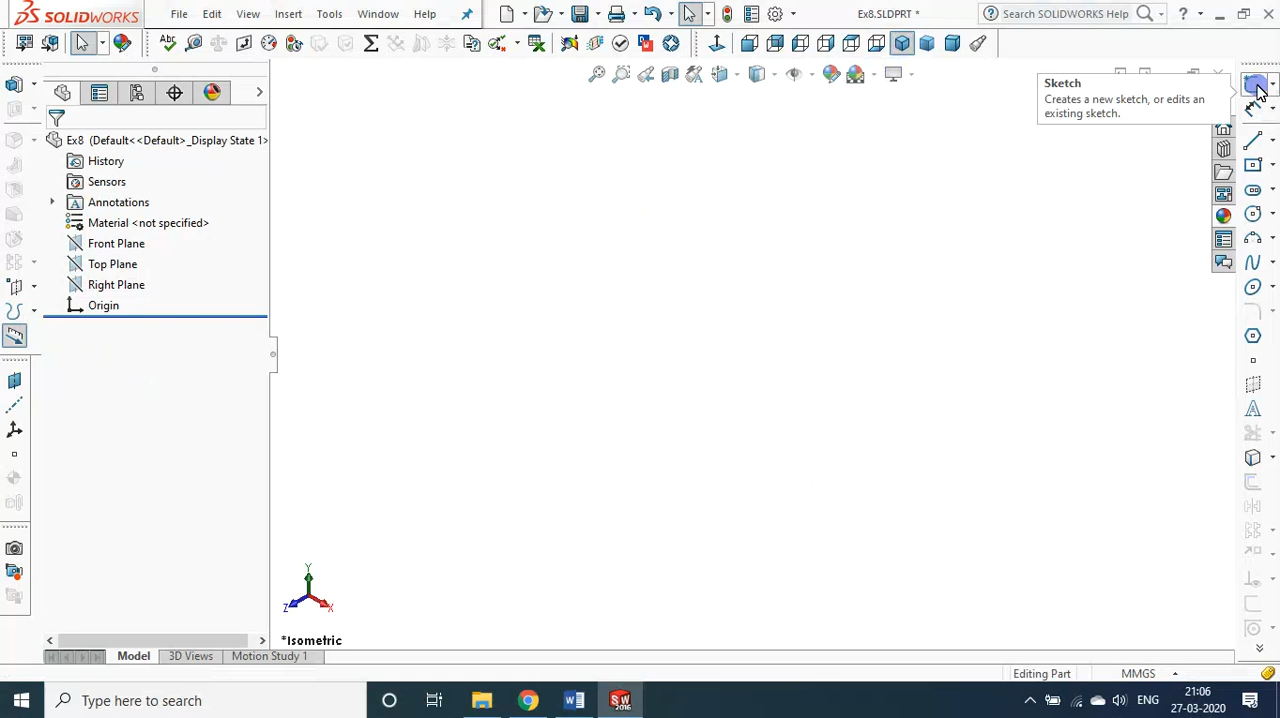 SOLIDWORKS File Edit View Insert Tools Window Help Ex8.SLDPRT * Search SOLIDWORKS Help
Sketch
Creates a new sketch, or edits an
existing sketch.
Ex8 (Default<<Default>_Display State 1>
History
Sensors
Annotations
Material <not specified>
Front Plane
Top Plane
Right Plane
Origin
Y
Z X
*Isometric
Model 3D Views Motion Study 1
Editing Part MMGS
Type here to search SW 2016 ENG 21:06
27-03-2020